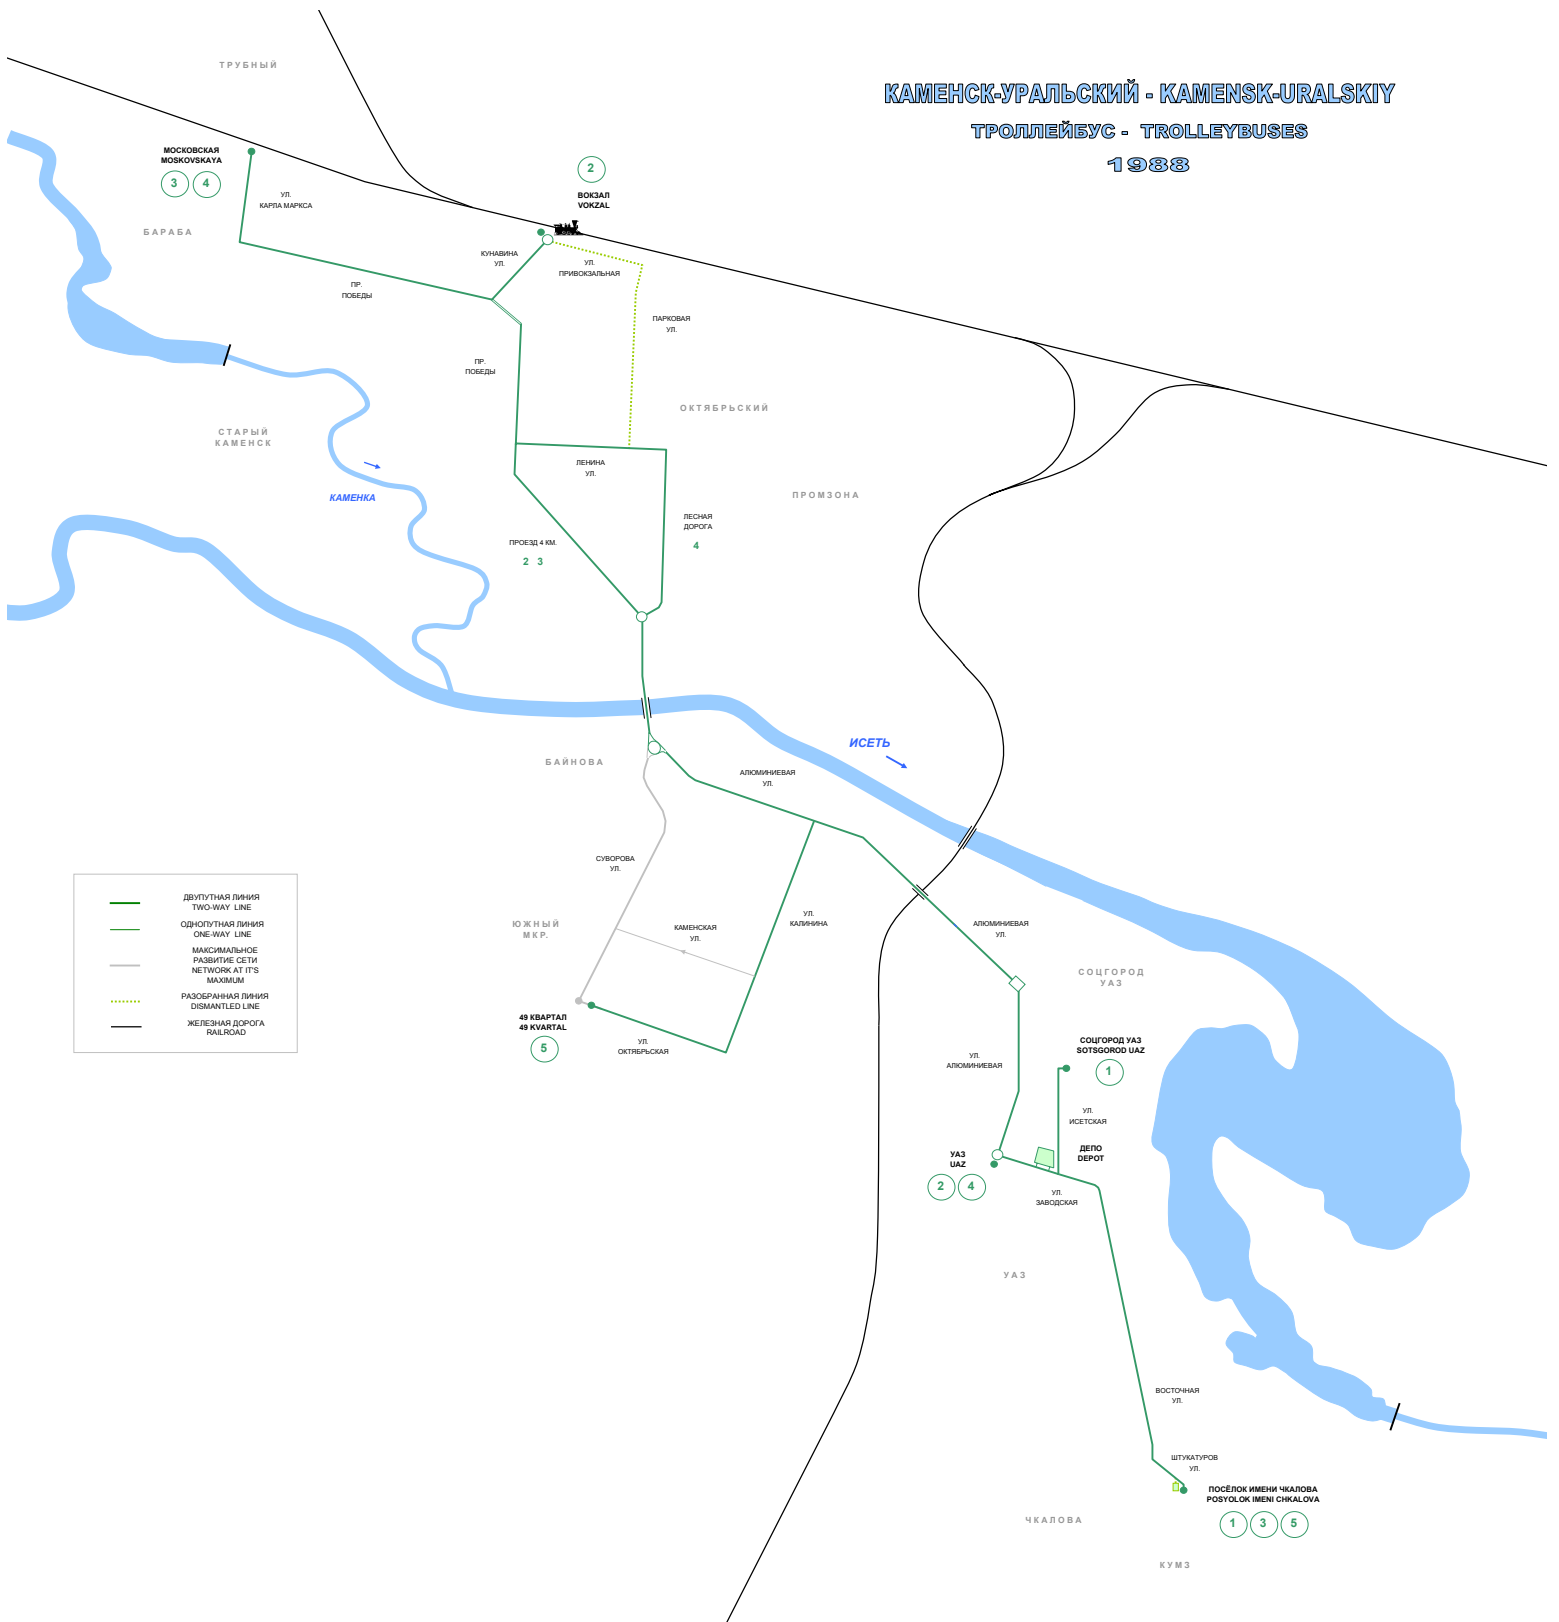 ТРУБНЫЙ
КАМЕНСК-УРАЛЬСКИЙ - KAMENSK-URALSKIY
ТРОЛЛЕЙБУС - TROLLEYBUSES
1988
МОСКОВСКАЯ
MOSKOVSKAYA
3 4
2
ВОКЗАЛ
VOKZAL
УЛ.
КАРЛА МАРКСА
БАРАБА
КУНАВИНА
УЛ.
УЛ.
ПРИВОКЗАЛЬНАЯ
ПР.
ПОБЕДЫ
ПАРКОВАЯ
УЛ.
ПР.
ПОБЕДЫ
ОКТЯБРЬСКИЙ
СТАРЫЙ
КАМЕНСК
ЛЕНИНА
УЛ.
КАМЕНКА
ПРОМЗОНА
ЛЕСНАЯ
ДОРОГА
4
ПРОЕЗД 4 КМ.
2 3
ИСЕТЬ
БАЙНОВА
АЛЮМИНИЕВАЯ
УЛ.
СУВОРОВА
УЛ.
ЮЖНЫЙ
МКР.
КАМЕНСКАЯ
УЛ.
УЛ.
КАЛИНИНА
АЛЮМИНИЕВАЯ
УЛ.
ДВУПУТНАЯ ЛИНИЯ
TWO-WAY LINE
ОДНОПУТНАЯ ЛИНИЯ
ONE-WAY LINE
МАКСИМАЛЬНОЕ
РАЗВИТИЕ СЕТИ
NETWORK AT IT'S
MAXIMUM
РАЗОБРАННАЯ ЛИНИЯ
DISMANTLED LINE
ЖЕЛЕЗНАЯ ДОРОГА
RAILROAD
СОЦГОРОД
УАЗ
49 КВАРТАЛ
49 KVARTAL
5
УЛ.
ОКТЯБРЬСКАЯ
СОЦГОРОД УАЗ
SOTSGOROD UAZ
1
УЛ.
АЛЮМИНИЕВАЯ
УЛ.
ИСЕТСКАЯ
ДЕПО
DEPOT
УАЗ
UAZ
2 4
УЛ.
ЗАВОДСКАЯ
УАЗ
ВОСТОЧНАЯ
УЛ.
ШТУКАТУРОВ
УЛ.
ПОСЁЛОК ИМЕНИ ЧКАЛОВА
POSYOLOK IMENI CHKALOVA
1 3 5
ЧКАЛОВА
КУМЗ